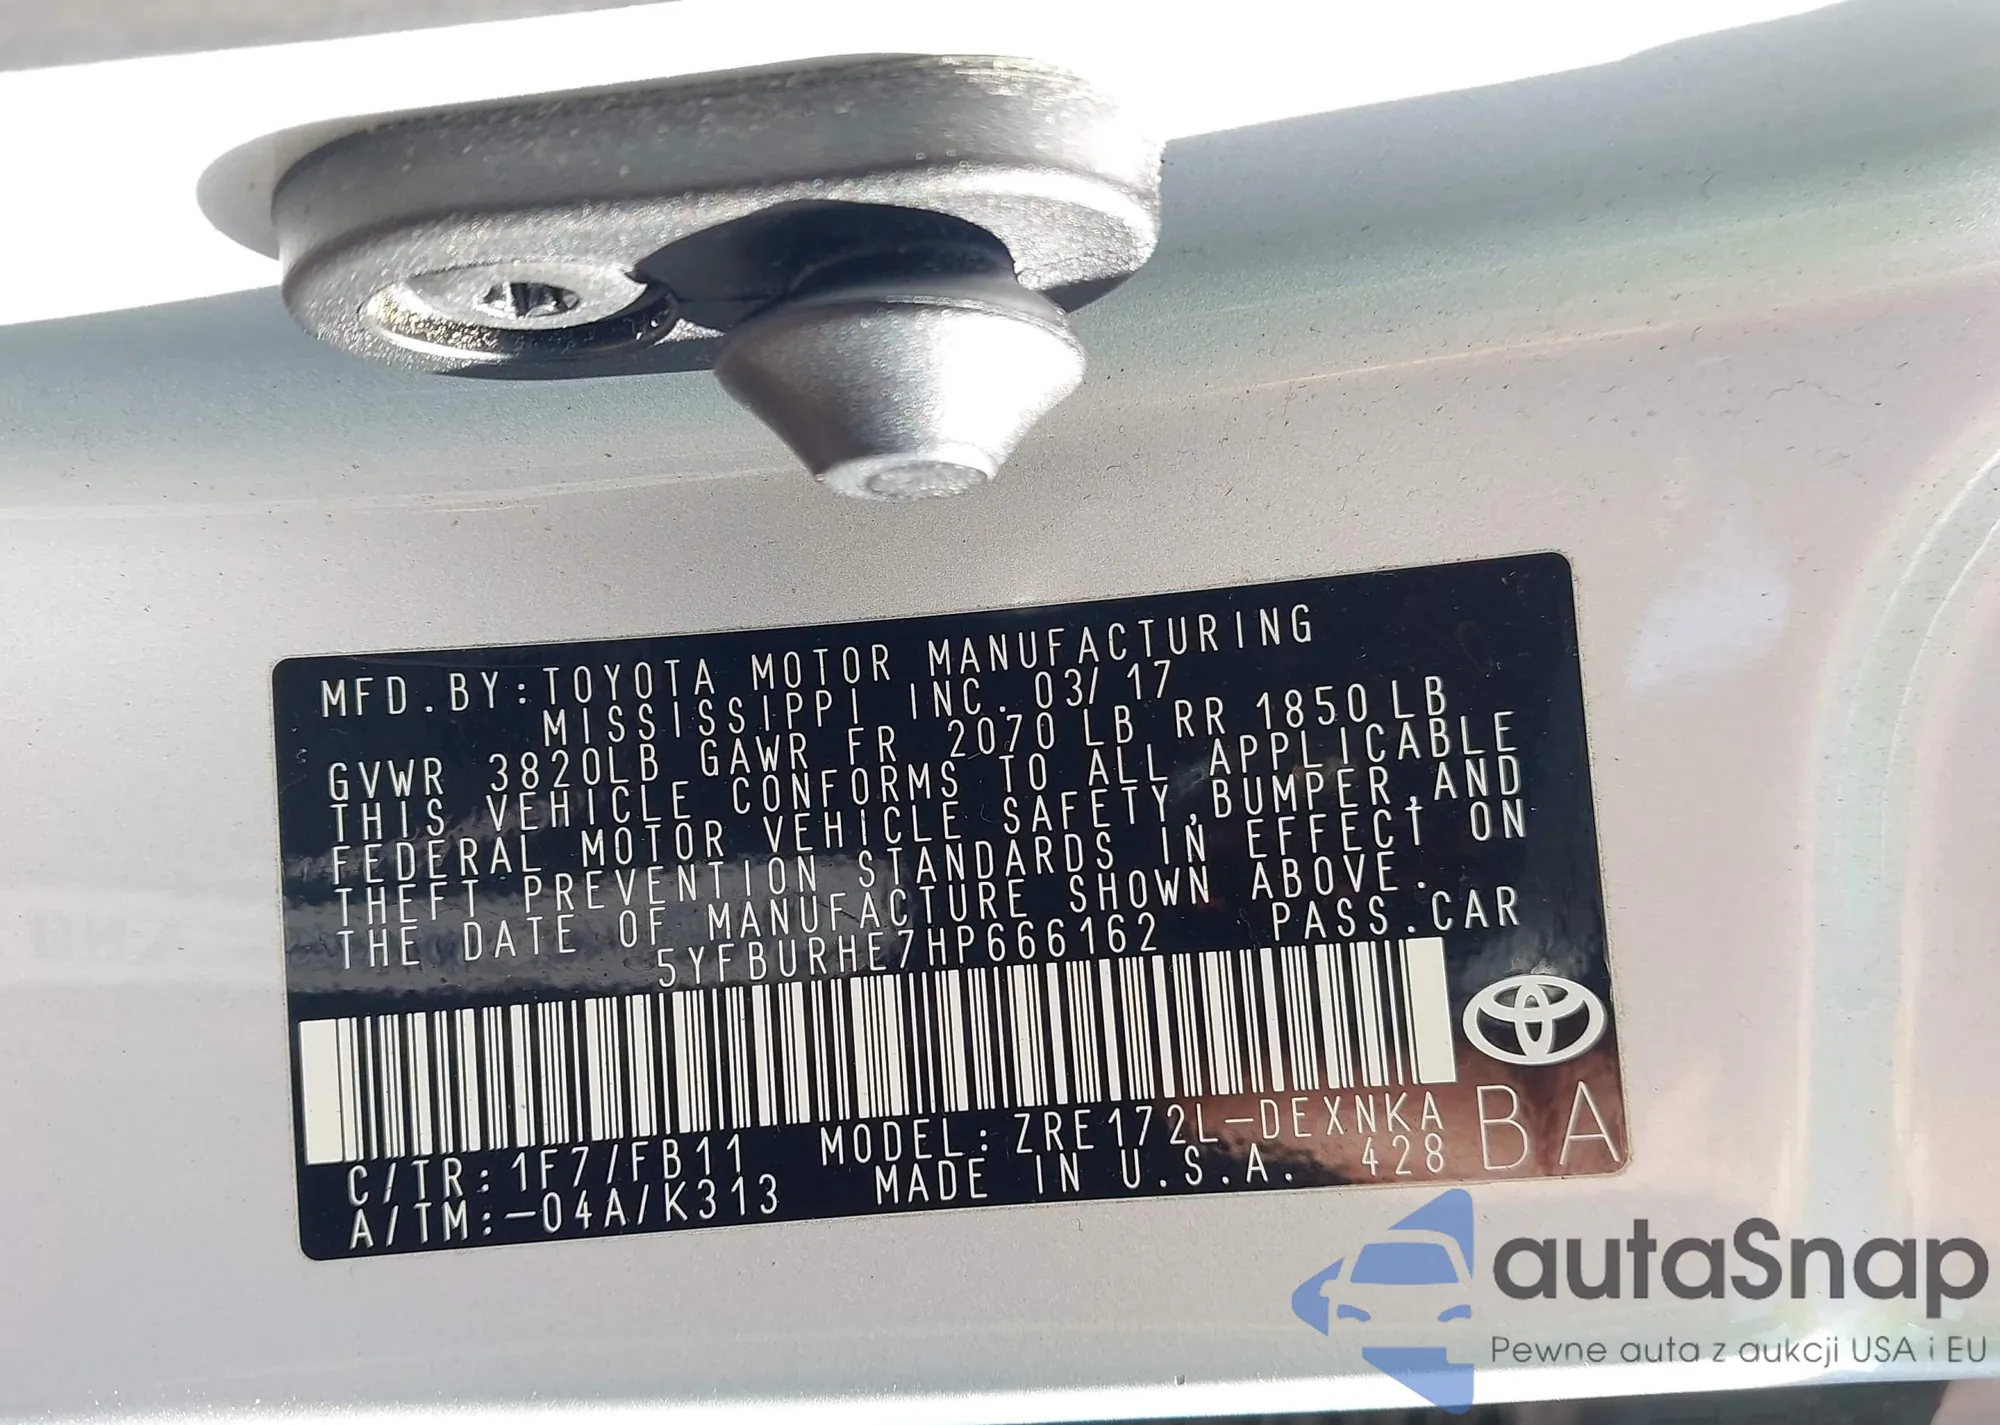 MFD. BY: TOYOTA MOTOR MANUFACTURING
MISSISSIPPI INC. 03/17
GVWR 3820LB GAWR FR 2070 LB RR 1850 LB
THIS VEHICLE CONFORMS TO ALL APPLICABLE
FEDERAL MOTOR VEHICLE SAFETY, BUMPER, AND
THEFT PREVENTION STANDARDS IN EFFECT ON
THE DATE OF MANUFACTURE SHOWN ABOVE.
5YFBURHE7HP666162 PASS. CAR
C/TR: 1F7/FB11 MODEL: ZRE172L-DEXNKA
A/TM: -04A/K313 MADE IN U.S.A. 428
BA
autaSnap
Pewne auta z aukcji USA i EU